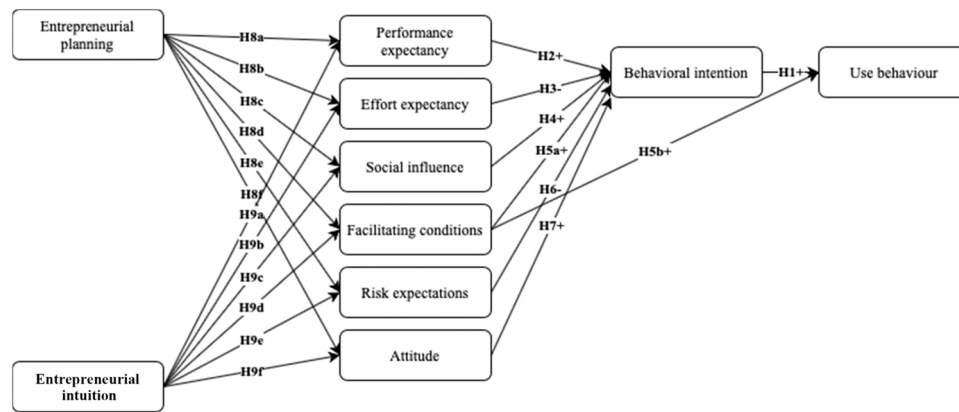 Entrepreneurial
planning
Performance
expectancy
Behavioral intention
Use behaviour
Effort expectancy
Social influence
Facilitating conditions
Risk expectations
Attitude
Entrepreneurial
intuition
H8a
H8b
H8c
H8d
H8e
H8f
H9a
H9b
H9c
H9d
H9e
H9f
H2+
H3-
H4+
H5a+
H6-
H7+
H1+
H5b+